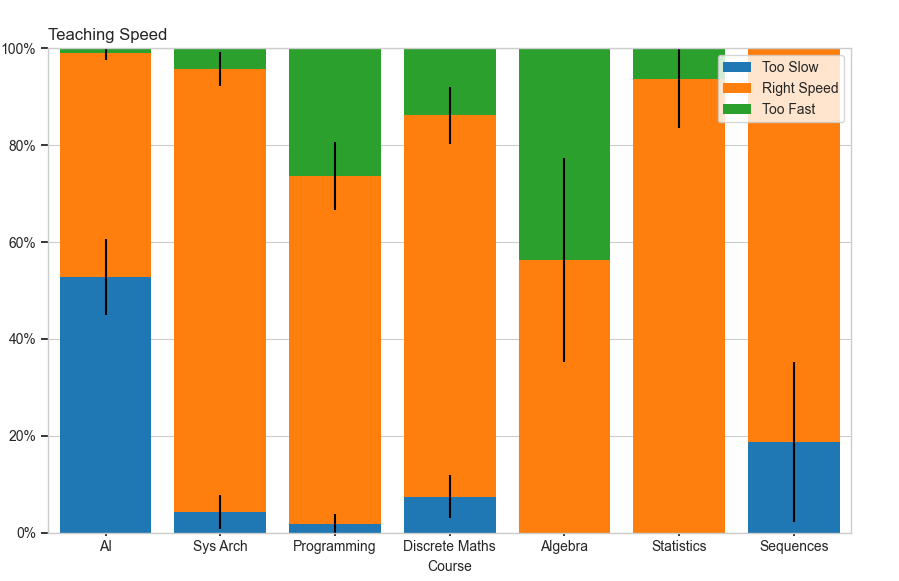 Teaching Speed
100%
80%
60%
40%
20%
0%
Too Slow
Right Speed
Too Fast
AI Sys Arch Programming Discrete Maths Algebra Statistics Sequences
Course